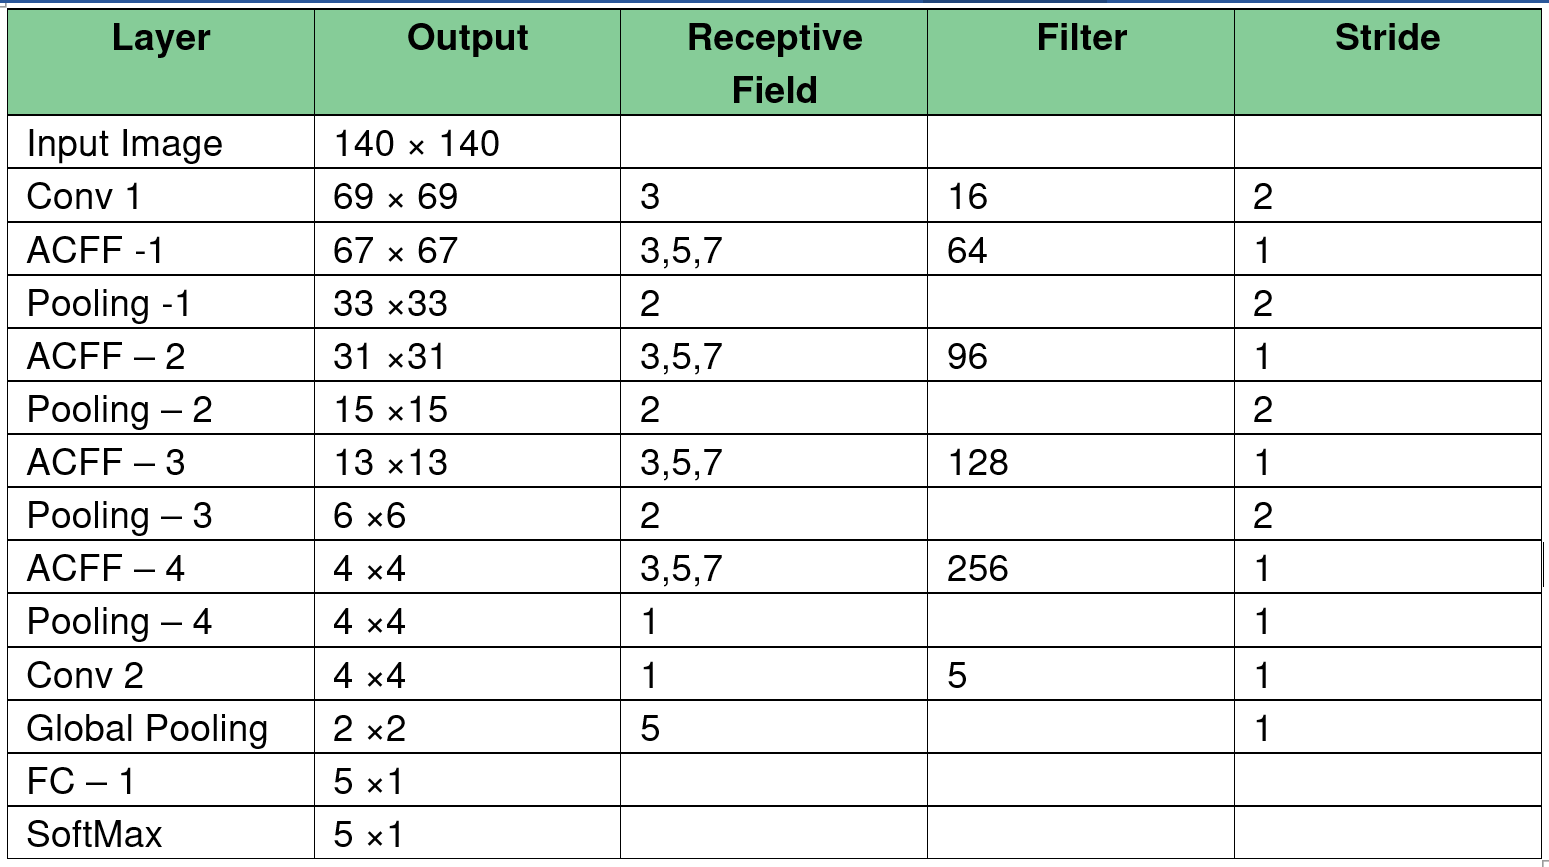 Layer Output Receptive Field Filter Stride
Input Image 140 × 140
Conv 1 69 × 69 3 16 2
ACFF -1 67 × 67 3,5,7 64 1
Pooling -1 33 ×33 2 2
ACFF – 2 31 ×31 3,5,7 96 1
Pooling – 2 15 ×15 2 2
ACFF – 3 13 ×13 3,5,7 128 1
Pooling – 3 6 ×6 2 2
ACFF – 4 4 ×4 3,5,7 256 1
Pooling – 4 4 ×4 1 1
Conv 2 4 ×4 1 5 1
Global Pooling 2 ×2 5 1
FC – 1 5 ×1
SoftMax 5 ×1